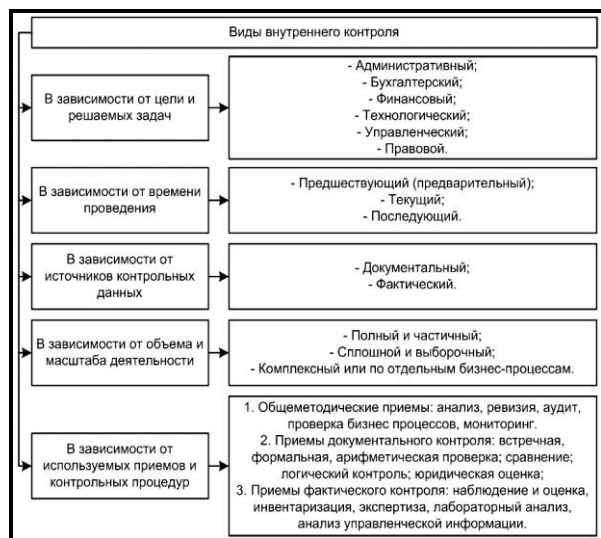 Виды внутреннего контроля
В зависимости от цели и
решаемых задач
- Административный;
- Бухгалтерский;
- Финансовый;
- Технологический;
- Управленческий;
- Правовой.
В зависимости от времени
проведения
- Предшествующий (предварительный);
- Текущий;
- Последующий.
В зависимости от
источников контрольных
данных
- Документальный;
- Фактический.
В зависимости от объема и
масштаба деятельности
- Полный и частичный;
- Сплошной и выборочный;
- Комплексный или по отдельным бизнес-процессам.
В зависимости от
используемых приемов и
контрольных процедур
1. Общеметодические приемы: анализ, ревизия, аудит,
проверка бизнес процессов, мониторинг.
2. Приемы документального контроля: встречная,
формальная, арифметическая проверка; сравнение;
логический контроль; юридическая оценка;
3. Приемы фактического контроля: наблюдение и оценка,
инвентаризация, экспертиза, лабораторный анализ,
анализ управленческой информации.